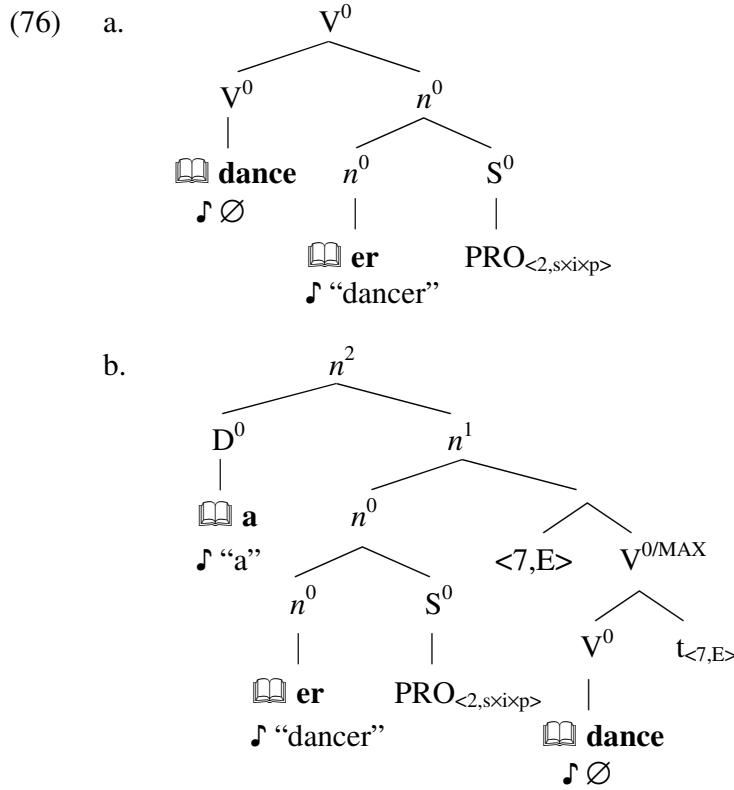 (76) a. V⁰
V⁰ n⁰
📖 dance n⁰ S⁰
♪ ∅
📖 er PRO<2,s×i×p>
♪ “dancer”
b. n²
D⁰ n¹
📖 a n⁰
♪ “a” <7,E> V⁰/MAX
n⁰ S⁰ V⁰ t<7,E>
📖 er PRO<2,s×i×p>
♪ “dancer” 📖 dance
♪ ∅